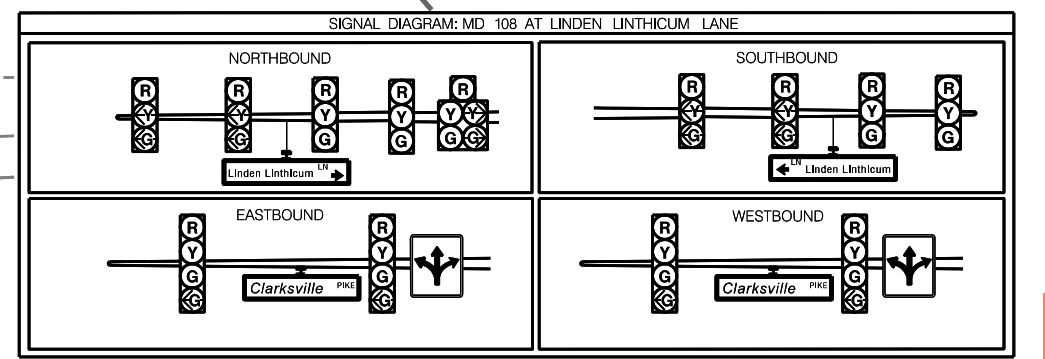 SIGNAL DIAGRAM: MD 108 AT LINDEN LINTHICUM LANE
NORTHBOUND
R R R R R
Y Y Y Y Y Y
G G G G G G
Linden Linthicum LN
SOUTHBOUND
R R R R
Y Y Y Y
G G G G
LN Linden Linthicum
EASTBOUND
R R
Y Y
G G
G G
Clarksville PIKE
WESTBOUND
R R
Y Y
G G
G G
Clarksville PIKE